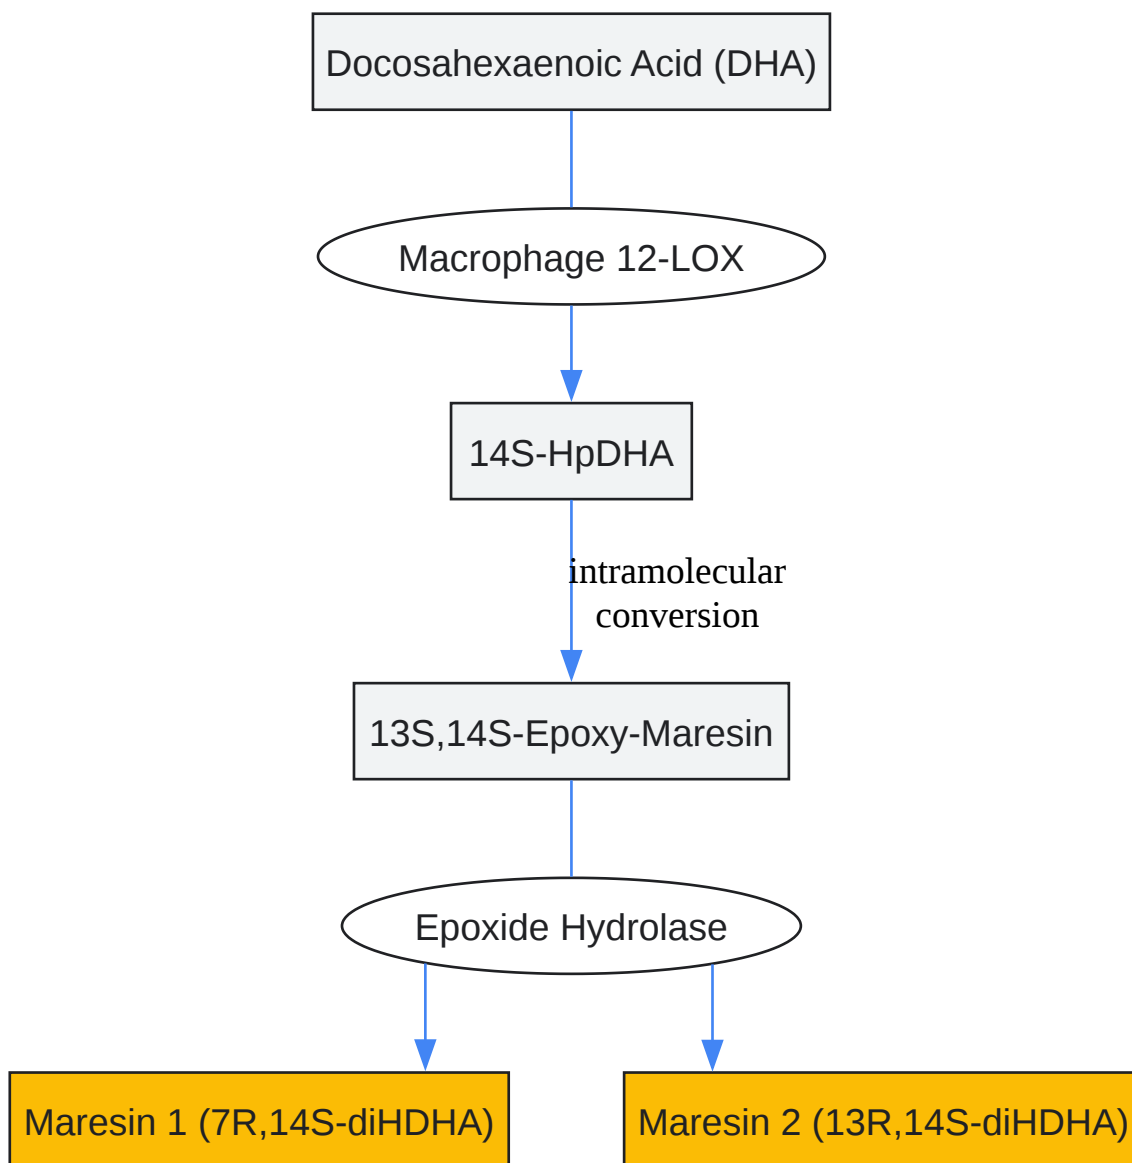 Docosahexaenoic Acid (DHA)
Macrophage 12-LOX
14S-HpDHA
intramolecular
conversion
13S,14S-Epoxy-Maresin
Epoxide Hydrolase
Maresin 1 (7R,14S-diHDHA)
Maresin 2 (13R,14S-diHDHA)